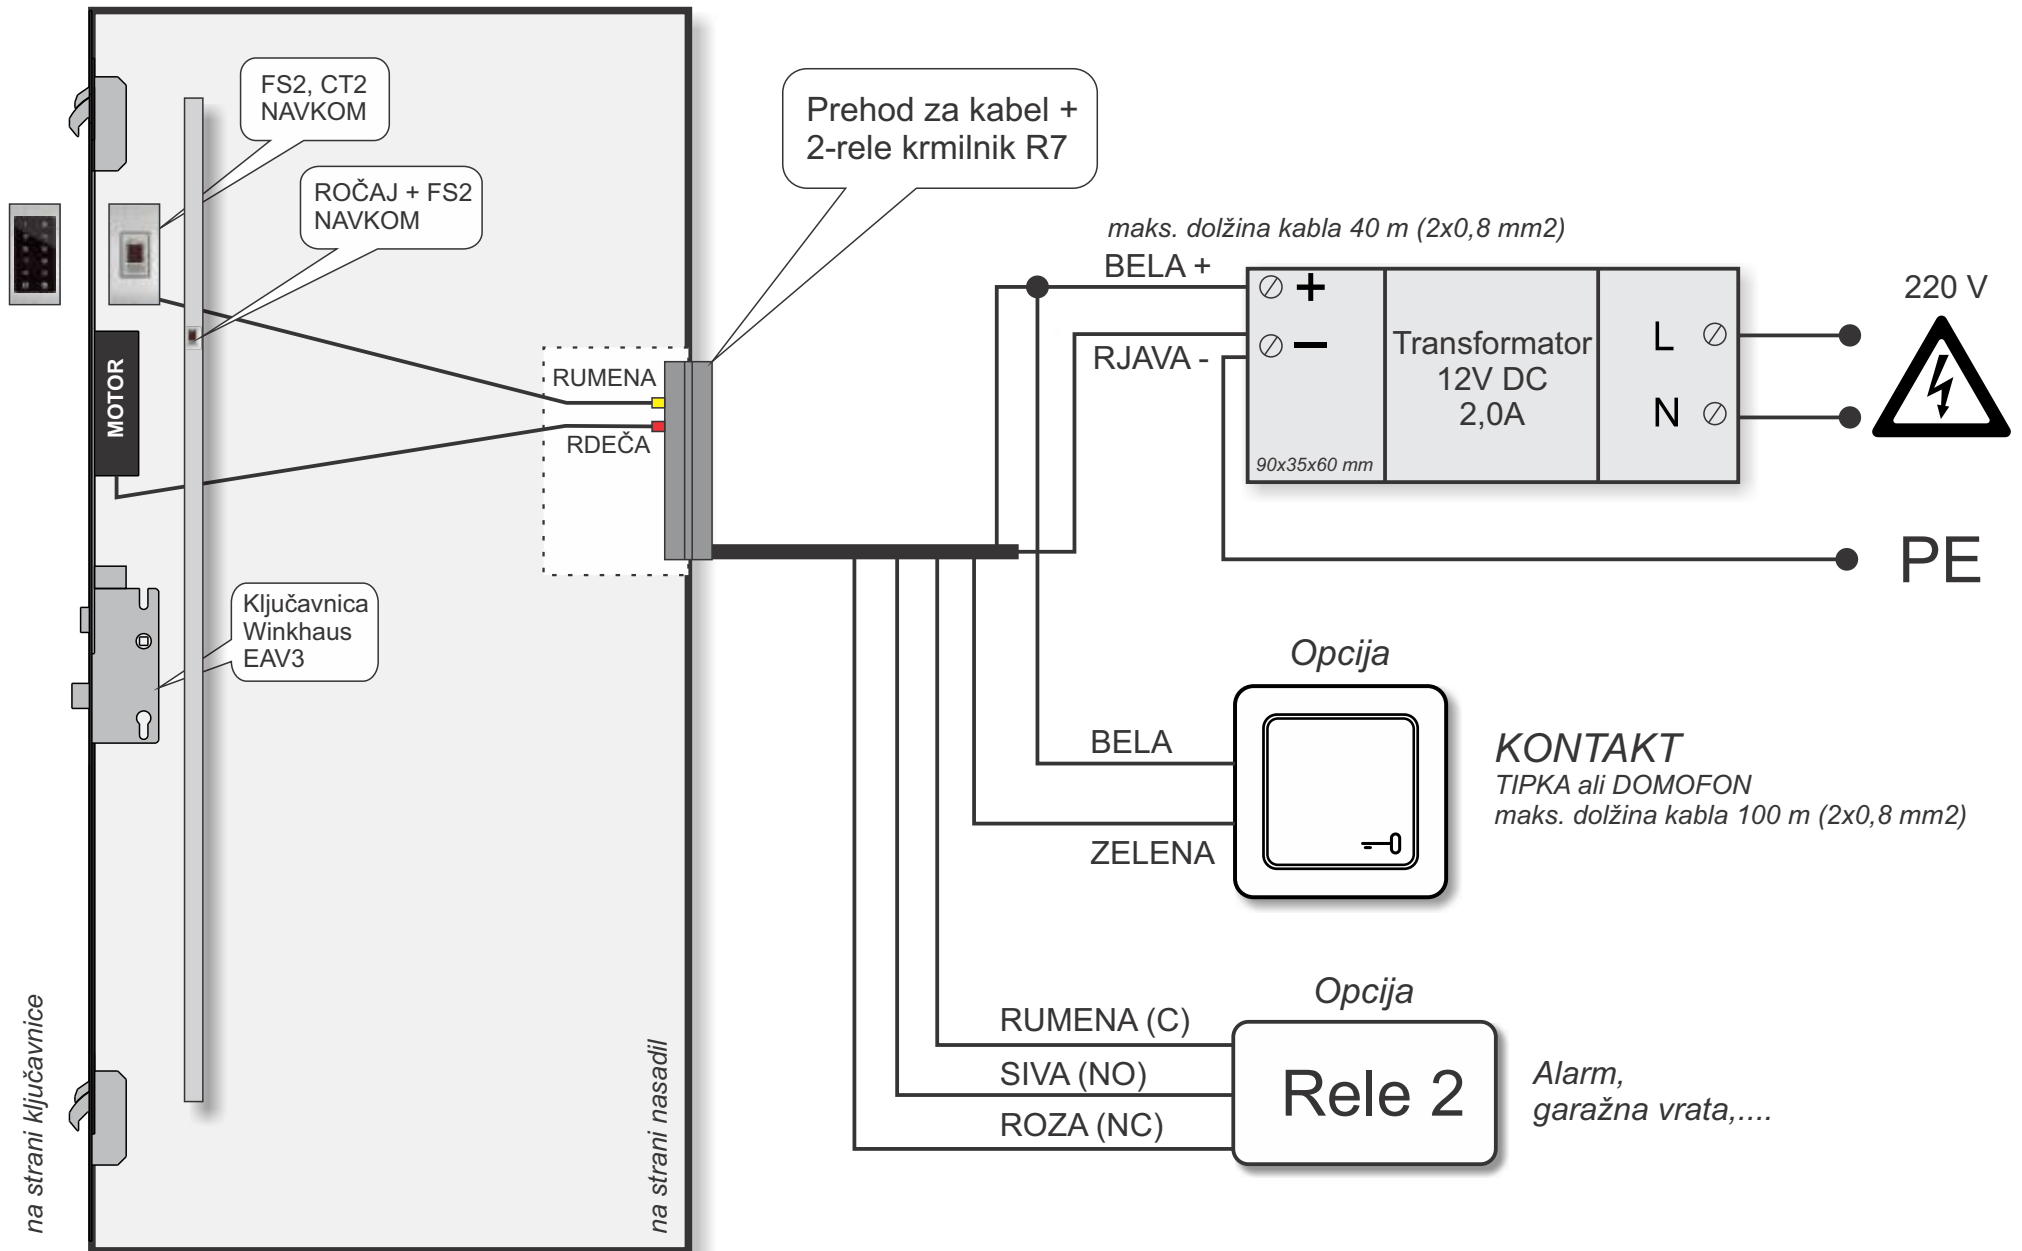 FS2, CT2
NAVKOM
ROČAJ + FS2
NAVKOM
Prehod za kabel +
2-rele krmilnik R7
maks. dolžina kabla 40 m (2x0,8 mm2)
BELA +
RJAVA -
+
−
Transformator
12V DC
2,0A
90x35x60 mm
L
N
220 V
PE
MOTOR
RUMENA
RDEČA
Ključavnica
Winkhaus
EAV3
Opcija
BELA
ZELENA
KONTAKT
TIPKA ali DOMOFON
maks. dolžina kabla 100 m (2x0,8 mm2)
Opcija
RUMENA (C)
SIVA (NO)
ROZA (NC)
Rele 2
Alarm,
garažna vrata,....
na strani ključavnice
na strani nasadil